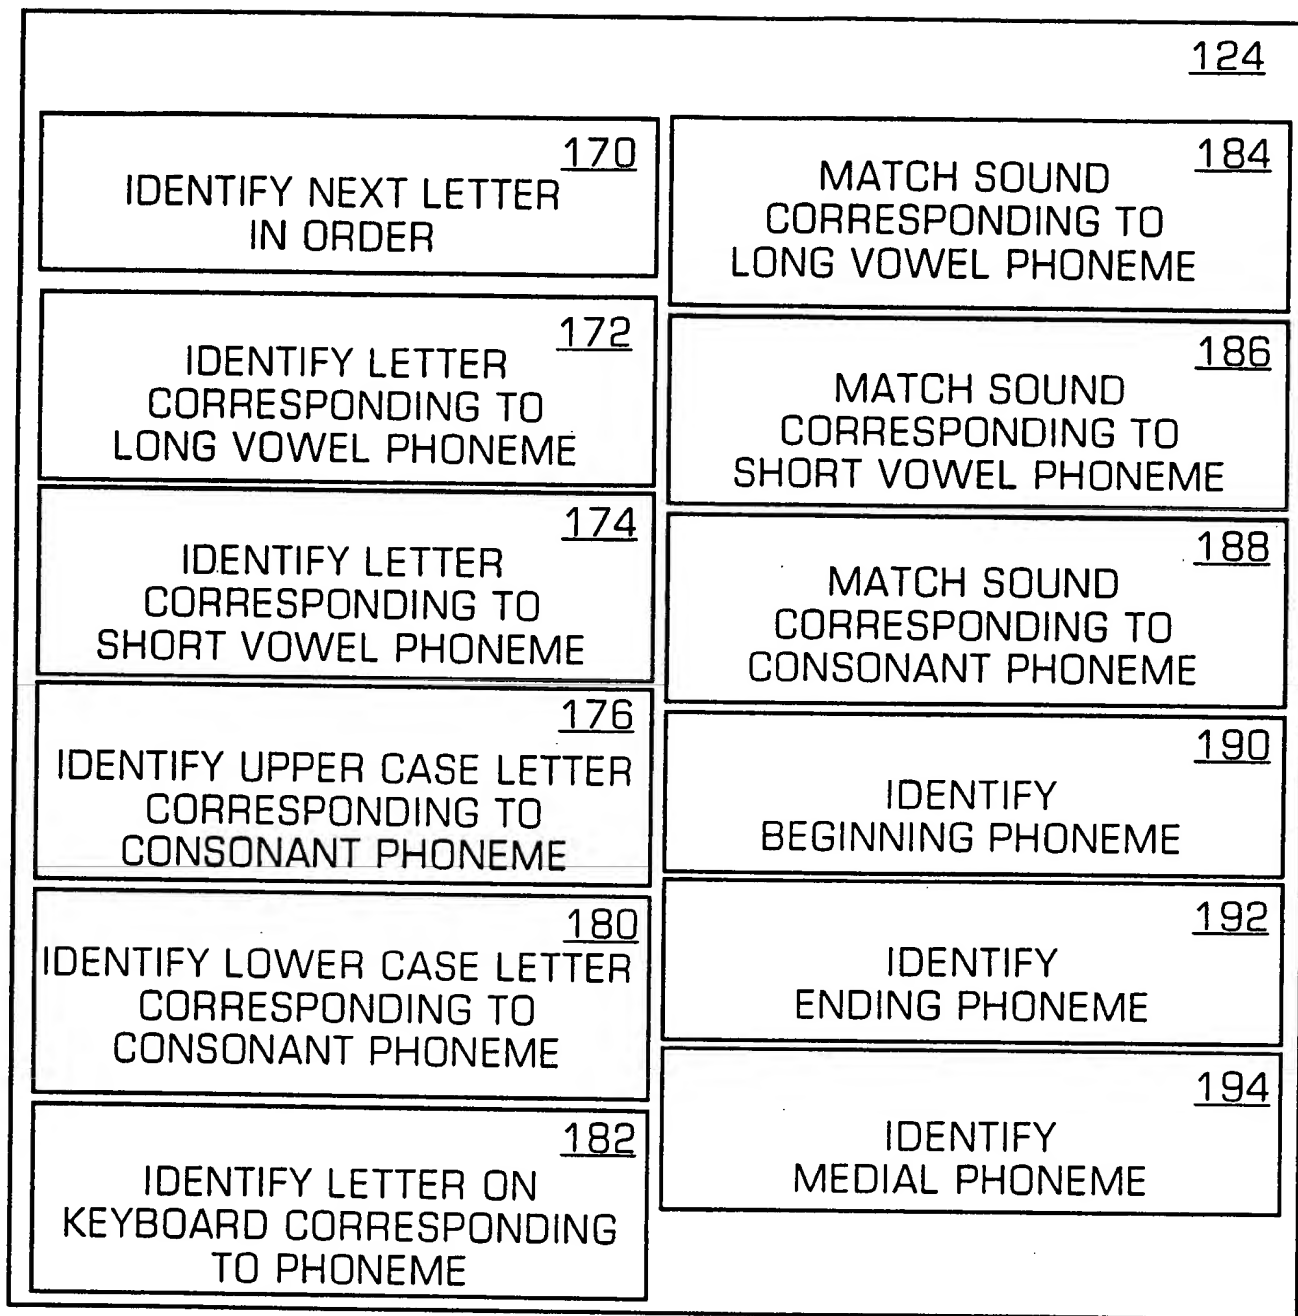 124
170
IDENTIFY NEXT LETTER
IN ORDER
172
IDENTIFY LETTER
CORRESPONDING TO
LONG VOWEL PHONEME
174
IDENTIFY LETTER
CORRESPONDING TO
SHORT VOWEL PHONEME
176
IDENTIFY UPPER CASE LETTER
CORRESPONDING TO
CONSONANT PHONEME
180
IDENTIFY LOWER CASE LETTER
CORRESPONDING TO
CONSONANT PHONEME
182
IDENTIFY LETTER ON
KEYBOARD CORRESPONDING
TO PHONEME
184
MATCH SOUND
CORRESPONDING TO
LONG VOWEL PHONEME
186
MATCH SOUND
CORRESPONDING TO
SHORT VOWEL PHONEME
188
MATCH SOUND
CORRESPONDING TO
CONSONANT PHONEME
190
IDENTIFY
BEGINNING PHONEME
192
IDENTIFY
ENDING PHONEME
194
IDENTIFY
MEDIAL PHONEME